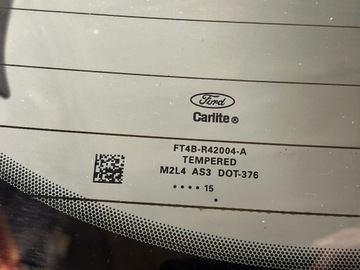 Ford
Carlite®
FT4B-R42004-A
TEMPERED
M2L4 AS3 DOT-376
•••• 15
•